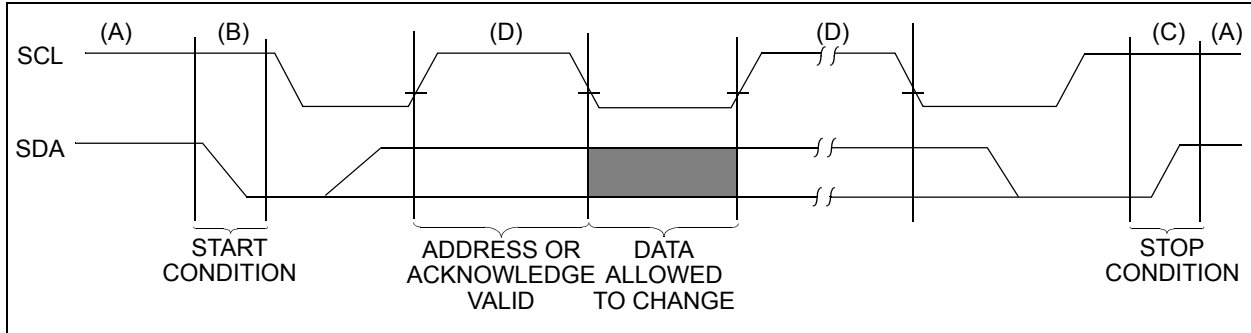 (A) (B) (D) (D) (C) (A)
SCL
SDA
START
CONDITION
ADDRESS OR
ACKNOWLEDGE
VALID
DATA
ALLOWED
TO CHANGE
STOP
CONDITION